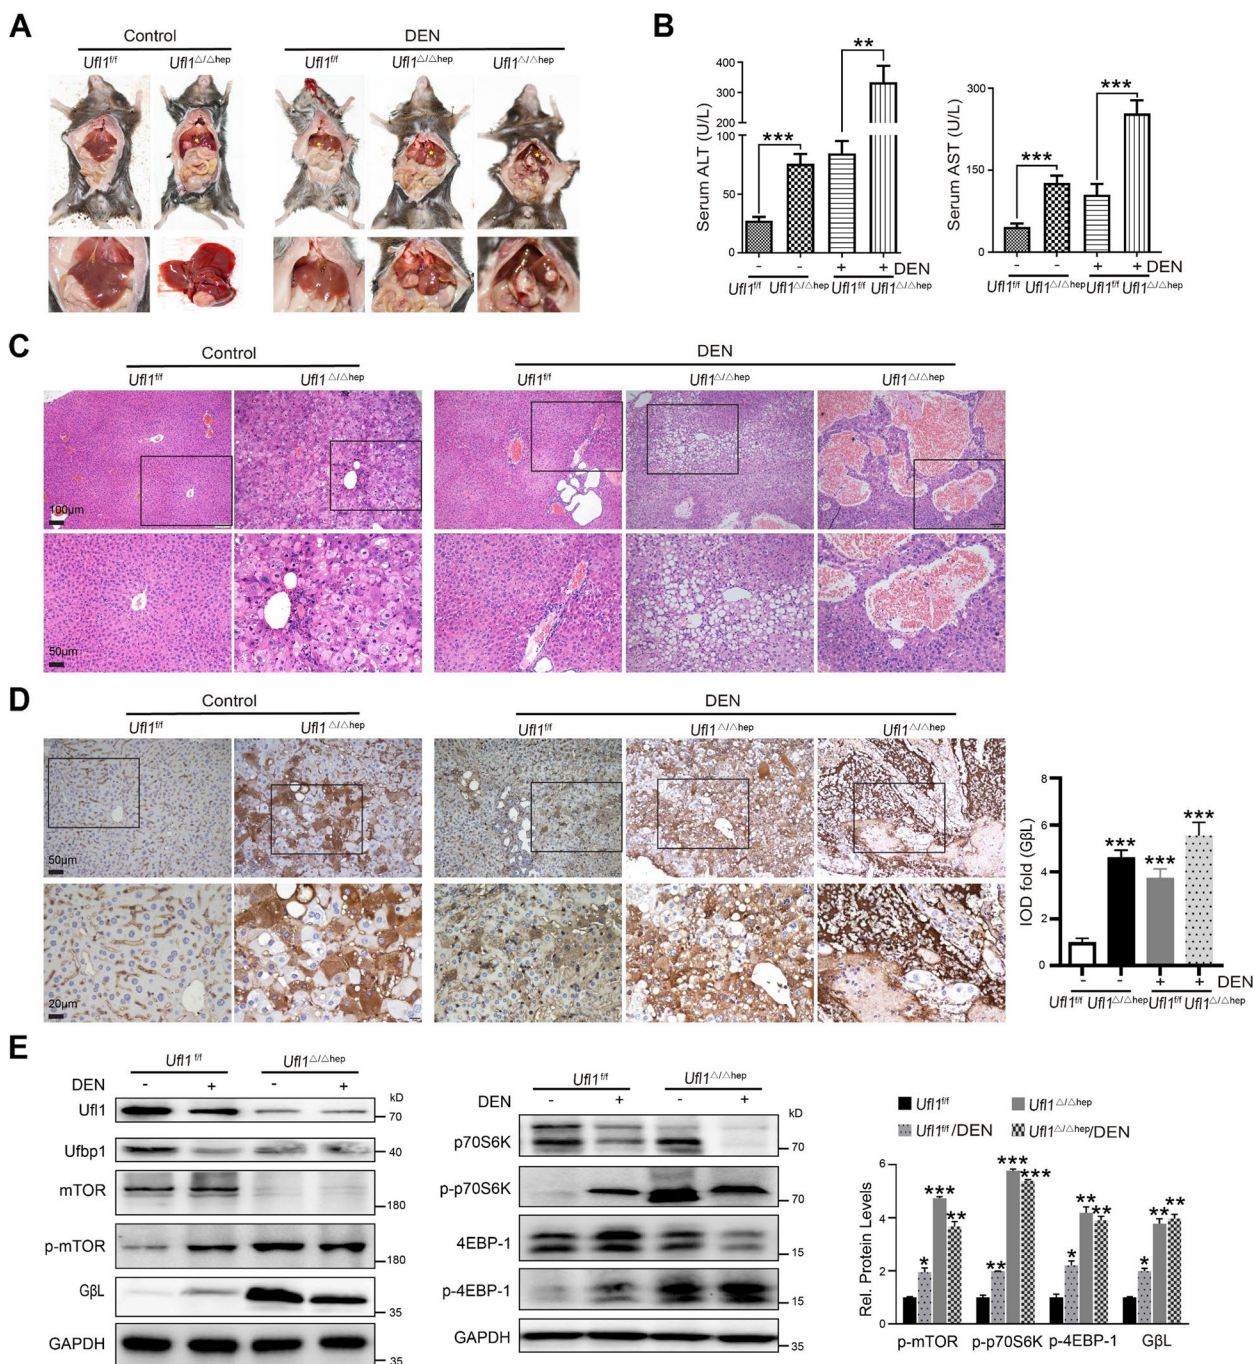 A
Control
DEN
Ufl1f/f
Ufl1△/△hep
Ufl1f/f
Ufl1△/△hep
Ufl1△/△hep
B
Serum ALT (U/L)
400
300
200
100
50
0
***
**
- - + + DEN
Ufl1f/f Ufl1△/△hep Ufl1f/f Ufl1△/△hep
Serum AST (U/L)
300
150
0
***
***
- - + + DEN
Ufl1f/f Ufl1△/△hep Ufl1f/f Ufl1△/△hep
C
Control
DEN
Ufl1f/f
Ufl1△/△hep
Ufl1f/f
Ufl1△/△hep
Ufl1△/△hep
100μm
50μm
D
Control
DEN
Ufl1f/f
Ufl1△/△hep
Ufl1f/f
Ufl1△/△hep
Ufl1△/△hep
50μm
20μm
IOD fold (GβL)
8
6
4
2
0
***
***
***
- - + + DEN
Ufl1f/f Ufl1△/△hep Ufl1f/f Ufl1△/△hep
E
Ufl1f/f Ufl1△/△hep
DEN - + - + kD
Ufl1 70
Ufbp1 40
mTOR 180
p-mTOR 180
GβL 35
GAPDH 35
Ufl1f/f Ufl1△/△hep
DEN - + - + kD
p70S6K 70
p-p70S6K 70
4EBP-1 15
p-4EBP-1 15
GAPDH 35
Ufl1f/f Ufl1△/△hep
Ufl1f/f/DEN Ufl1△/△hep/DEN
Rel. Protein Levels
6
4
2
0
* *** **
** *** ***
* ** **
* ** **
p-mTOR p-p70S6K p-4EBP-1 GβL